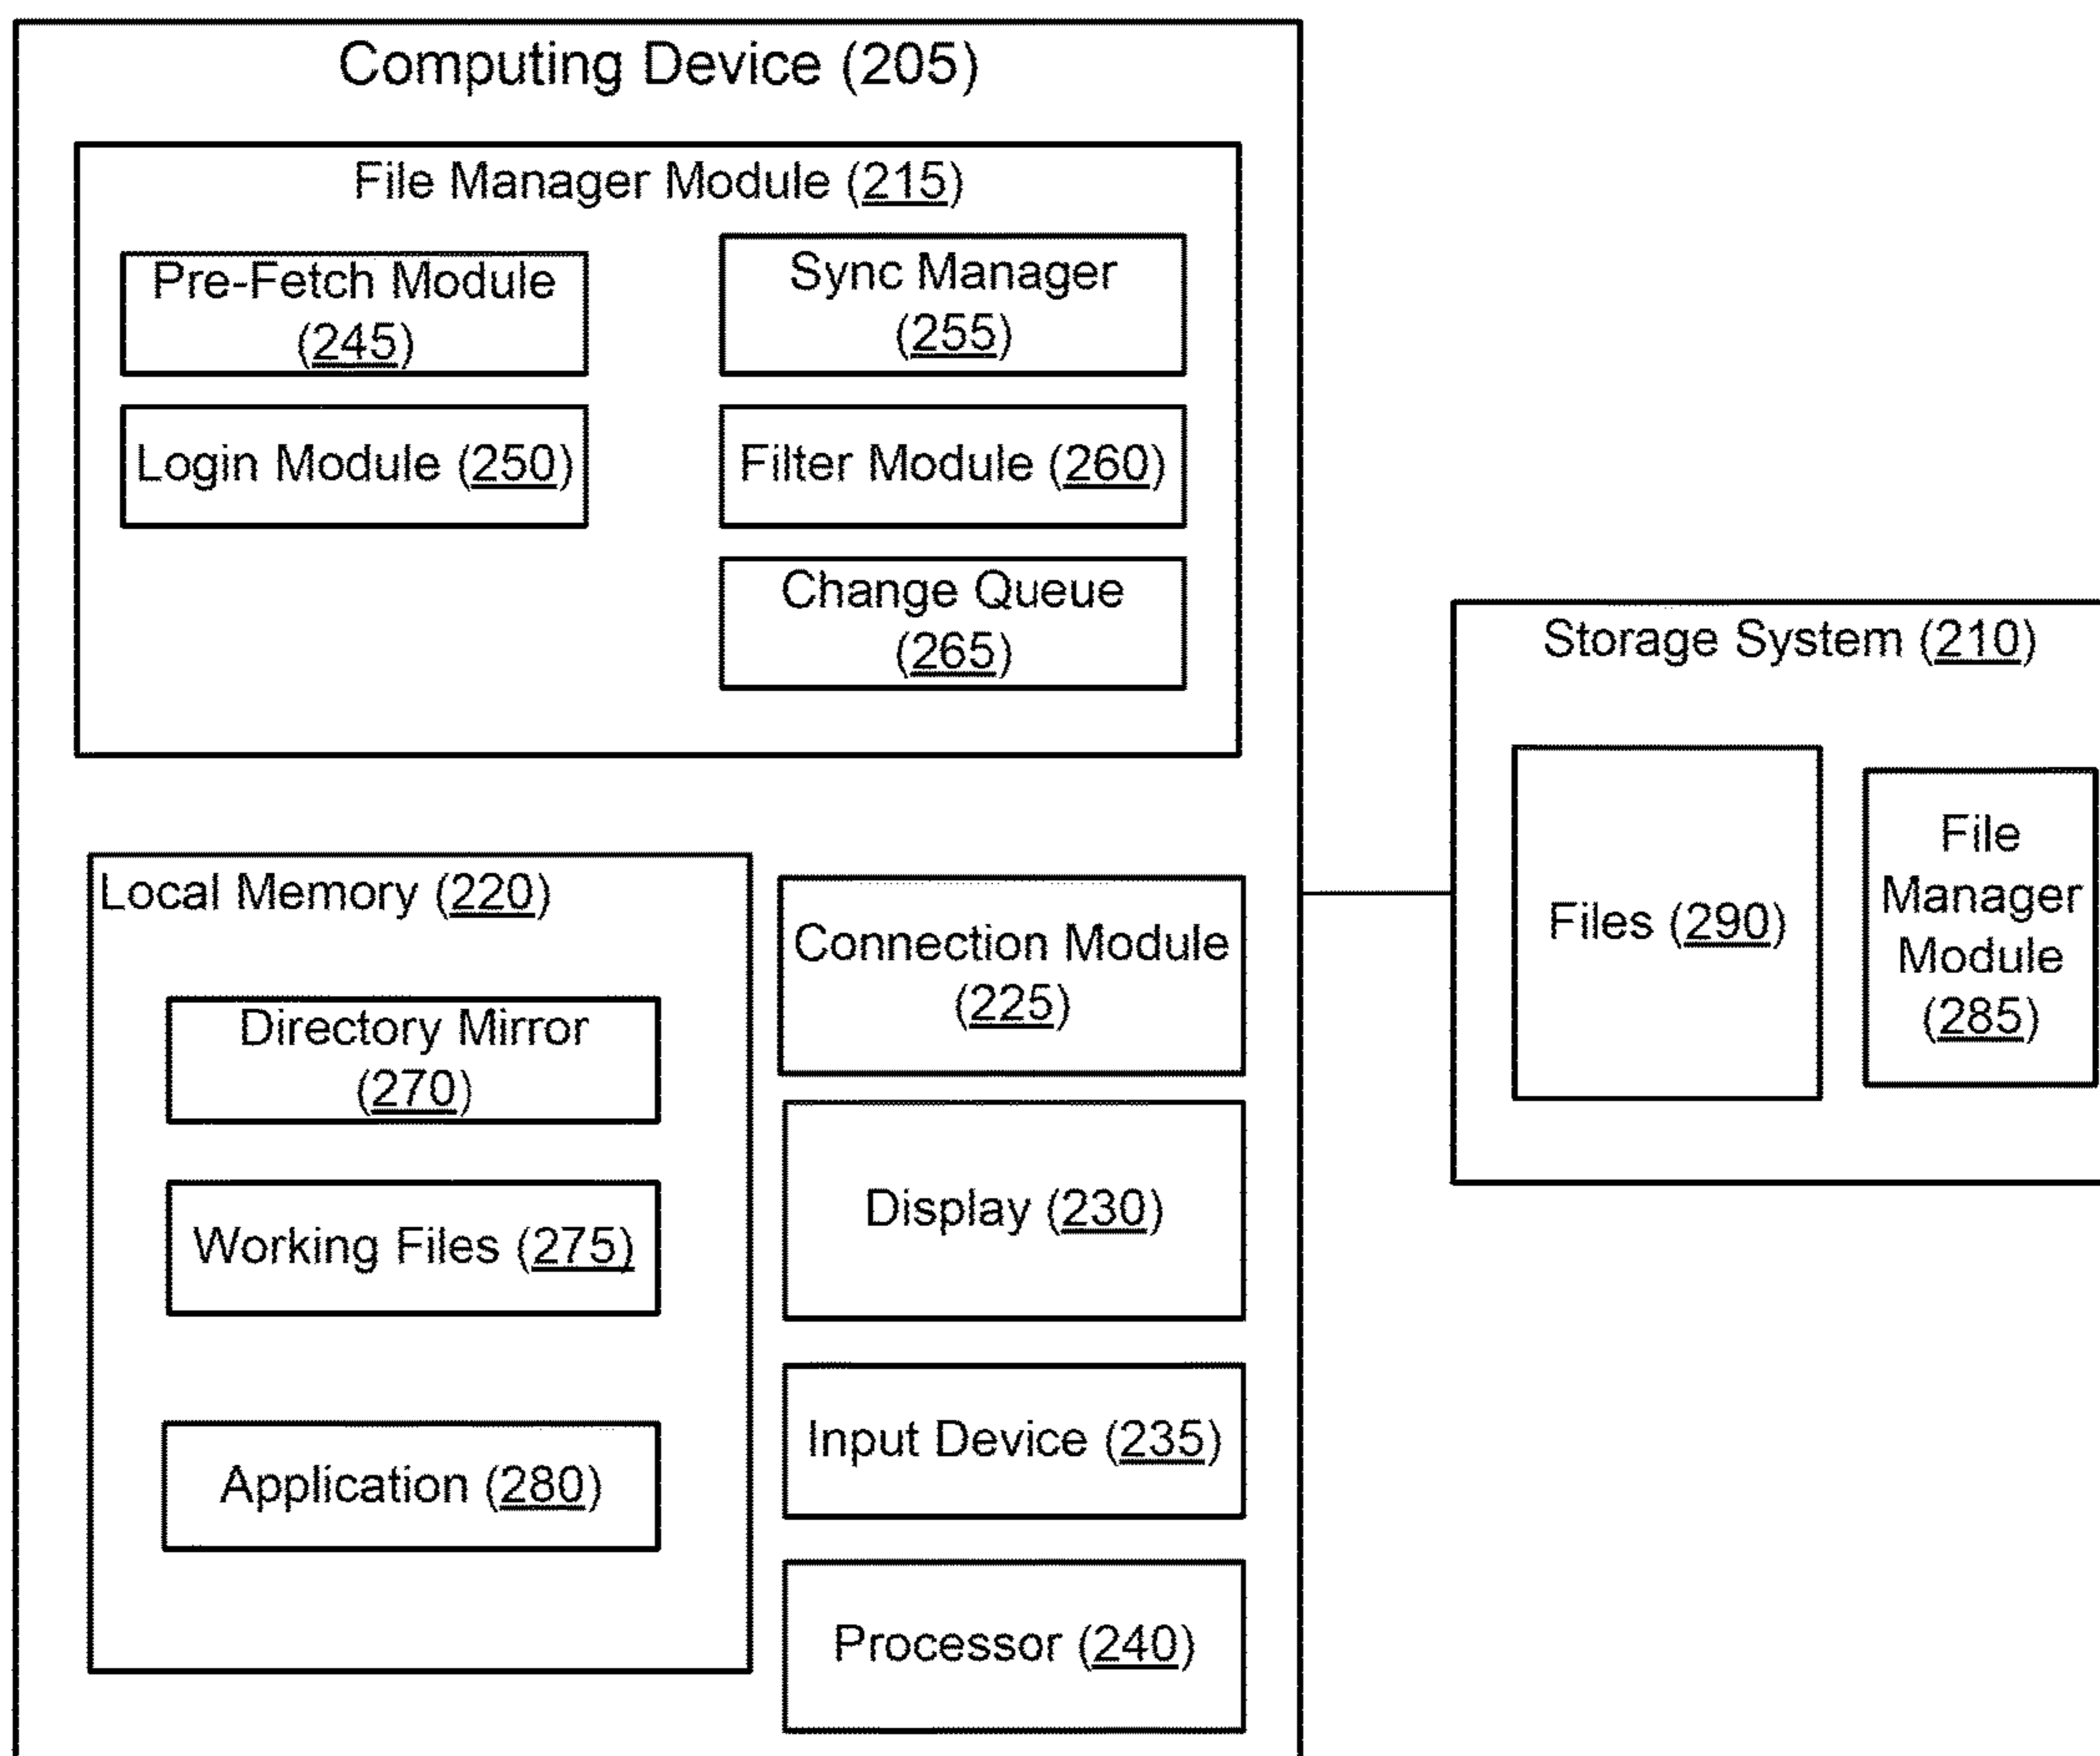 Computing Device (205)
File Manager Module (215)
Pre-Fetch Module
(245)
Login Module (250)
Sync Manager
(255)
Filter Module (260)
Change Queue
(265)
Local Memory (220)
Directory Mirror
(270)
Working Files (275)
Application (280)
Connection Module
(225)
Display (230)
Input Device (235)
Processor (240)
Storage System (210)
Files (290)
File
Manager
Module
(285)